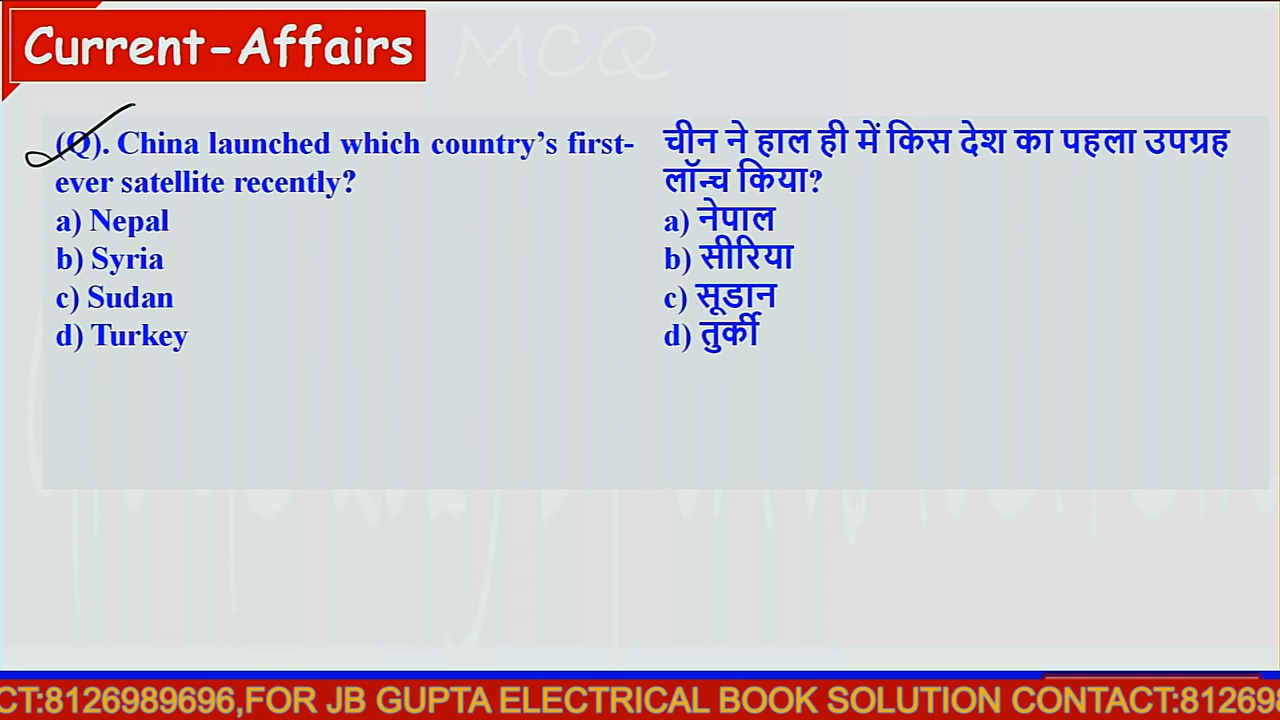 Current-Affairs
MCQ
(Q). China launched which country's first-
ever satellite recently?
a) Nepal
b) Syria
c) Sudan
d) Turkey
चीन ने हाल ही में किस देश का पहला उपग्रह
लॉन्च किया?
a) नेपाल
b) सीरिया
c) सूडान
d) तुर्की
CT:8126989696,FOR JB GUPTA ELECTRICAL BOOK SOLUTION CONTACT:81269